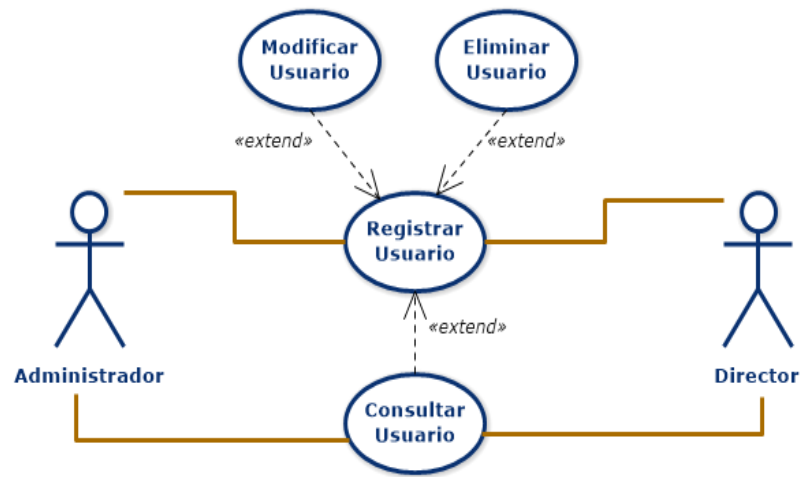 Modificar
Usuario
Eliminar
Usuario
«extend»
«extend»
Registrar
Usuario
«extend»
Administrador
Director
Consultar
Usuario